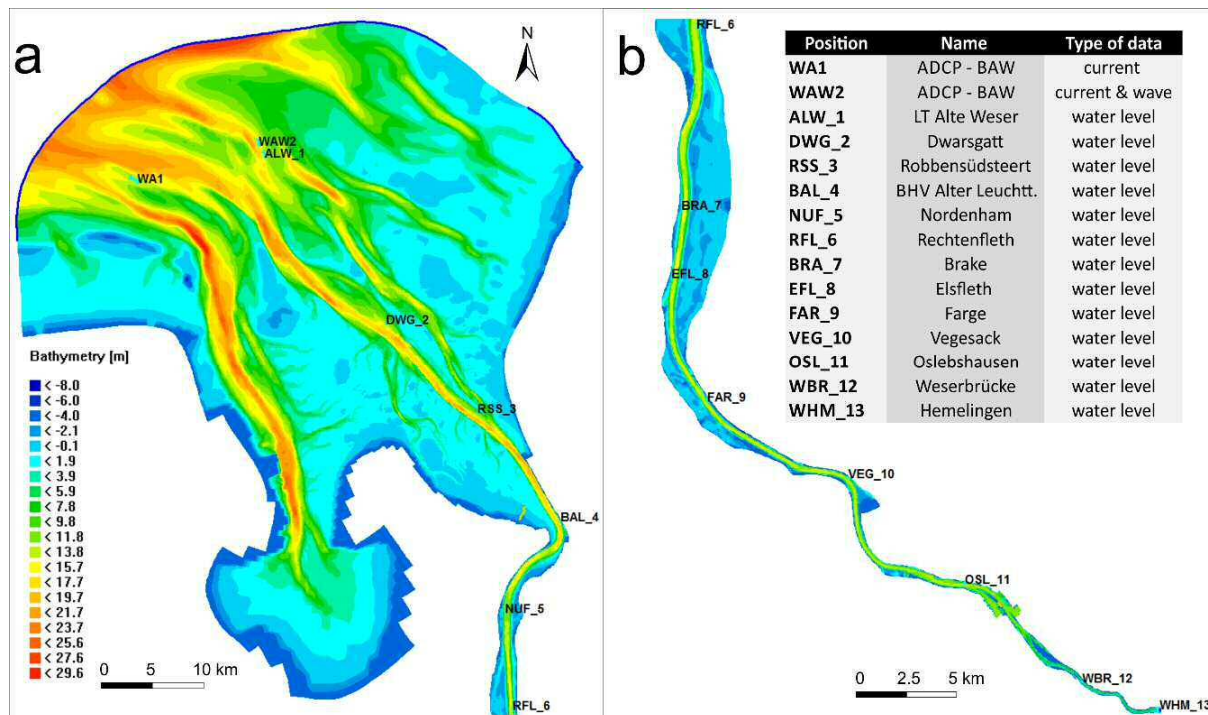 a
N
WAW2
ALW_1
WA1
DWG_2
RSS_3
BAL_4
NUF_5
RFL_6
Bathymetry [m]
< -8.0
< -6.0
< -4.0
< -2.1
< -0.1
< 1.9
< 3.9
< 5.9
< 7.8
< 9.8
< 11.8
< 13.8
< 15.7
< 17.7
< 19.7
< 21.7
< 23.7
< 25.6
< 27.6
< 29.6
0 5 10 km
b
RFL_6
BRA_7
EFL_8
FAR_9
VEG_10
OSL_11
WBR_12
WHM_13
0 2.5 5 km
Position Name Type of data
WA1 ADCP - BAW current
WAW2 ADCP - BAW current & wave
ALW_1 LT Alte Weser water level
DWG_2 Dwarsgatt water level
RSS_3 Robbensüdsteert water level
BAL_4 BHV Alter Leuchtt. water level
NUF_5 Nordenham water level
RFL_6 Rechtenfleth water level
BRA_7 Brake water level
EFL_8 Elsfleth water level
FAR_9 Farge water level
VEG_10 Vegesack water level
OSL_11 Oslebshausen water level
WBR_12 Weserbrücke water level
WHM_13 Hemelingen water level